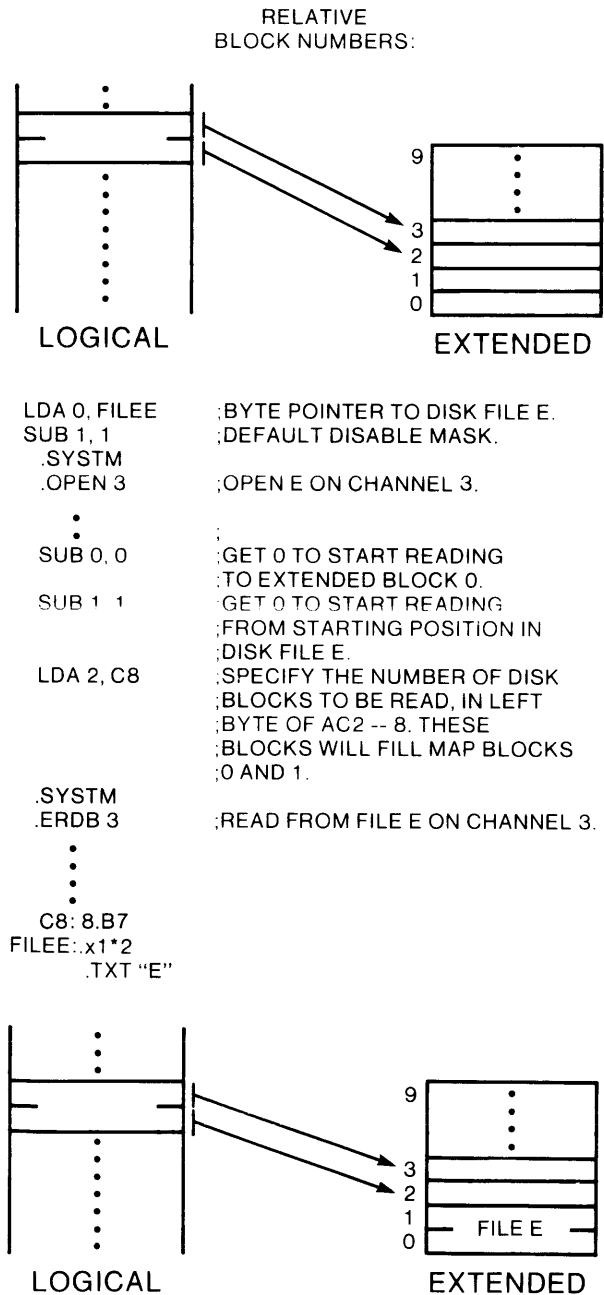 RELATIVE
BLOCK NUMBERS:
9
3
2
1
0
LOGICAL
EXTENDED
LDA 0, FILEE ;BYTE POINTER TO DISK FILE E.
SUB 1, 1 ;DEFAULT DISABLE MASK.
.SYSTM
.OPEN 3 ;OPEN E ON CHANNEL 3.
;
SUB 0, 0 ;GET 0 TO START READING
;TO EXTENDED BLOCK 0.
SUB 1 1 ;GET 0 TO START READING
;FROM STARTING POSITION IN
;DISK FILE E.
LDA 2, C8 ;SPECIFY THE NUMBER OF DISK
;BLOCKS TO BE READ, IN LEFT
;BYTE OF AC2 -- 8. THESE
;BLOCKS WILL FILL MAP BLOCKS
;0 AND 1.
.SYSTM
.ERDB 3 ;READ FROM FILE E ON CHANNEL 3.
C8: 8.B7
FILEE:.x1*2
.TXT "E"
9
3
2
1
0
FILE E
LOGICAL
EXTENDED